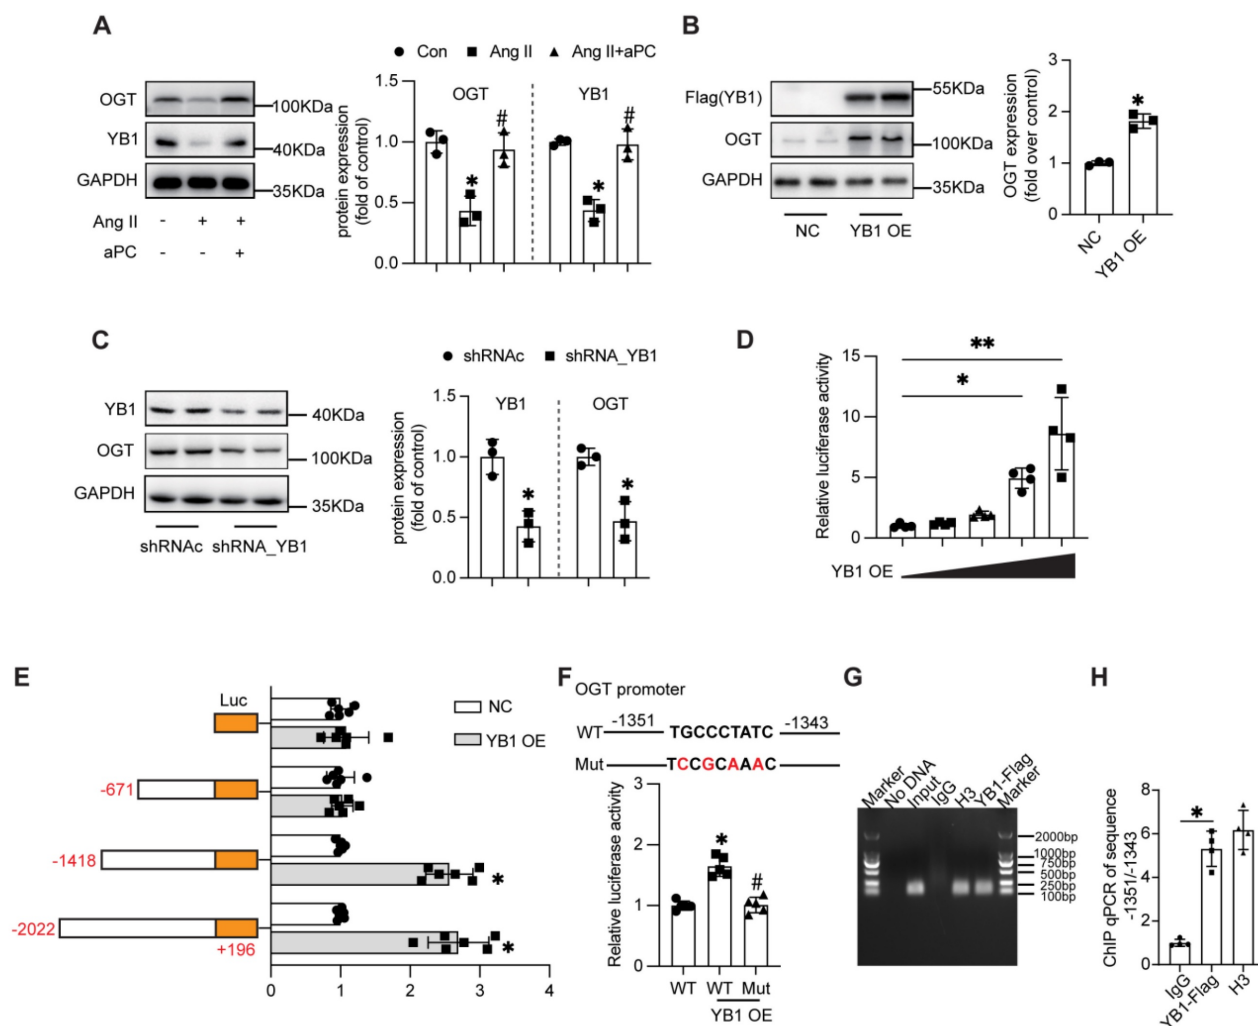 A
Con Ang II Ang II+aPC
OGT
100KDa
YB1
40KDa
GAPDH
35KDa
Ang II - + +
aPC - - +
protein expression
(fold of control)
1.5
1.0
0.5
0.0
OGT YB1
* # * #
B
Flag(YB1)
55KDa
OGT
100KDa
GAPDH
35KDa
NC YB1 OE
OGT expression
(fold over control)
3
2
1
0
*
NC
YB1 OE
C
shRNAc shRNA_YB1
YB1
40KDa
OGT
100KDa
GAPDH
35KDa
shRNAc shRNA_YB1
protein expression
(fold of control)
1.5
1.0
0.5
0.0
YB1 OGT
* *
D
Relative luciferase activity
15
10
5
0
**
*
YB1 OE
E
Luc
-671
-1418
-2022
+196
NC
YB1 OE
*
*
0 1 2 3 4
F
OGT promoter
WT -1351 TGCCCTATC -1343
Mut TCCGCAAAC
Relative luciferase activity
3
2
1
0
* #
WT WT Mut
YB1 OE
G
Marker
No DNA
Input
IgG
H3
YB1-Flag
Marker
2000bp
1000bp
750bp
500bp
250bp
100bp
H
ChIP qPCR of sequence
-1351/-1343
8
6
4
2
0
*
IgG
YB1-Flag
H3